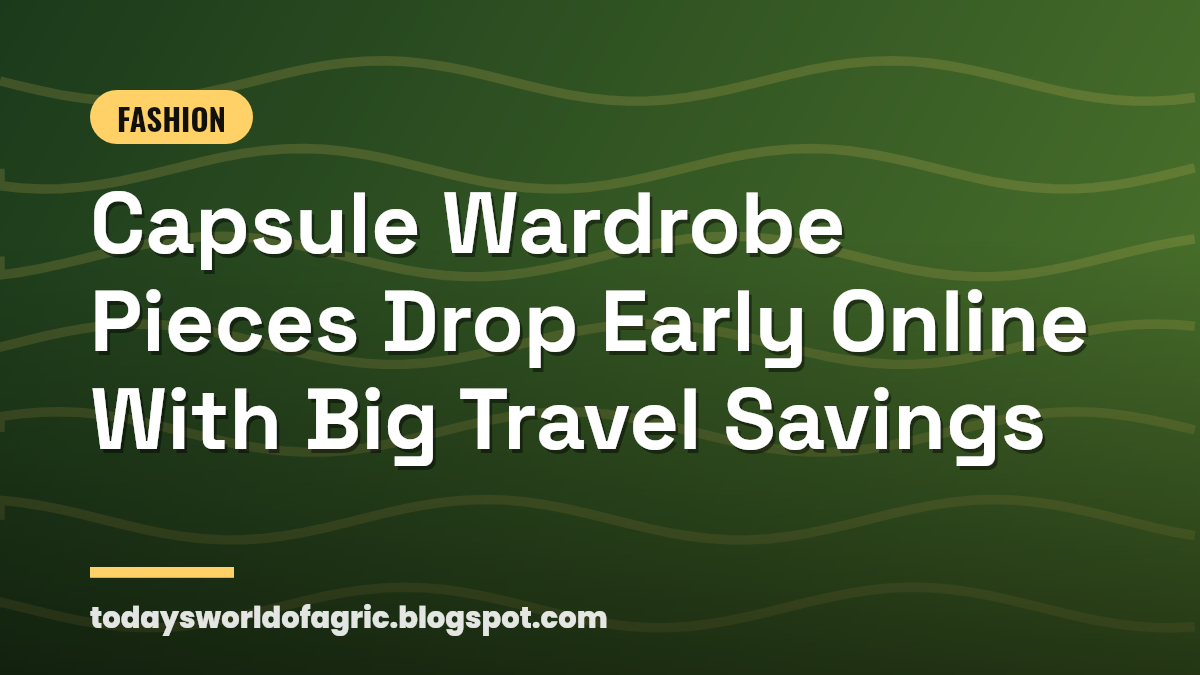 FASHION
Capsule Wardrobe
Pieces Drop Early Online
With Big Travel Savings
todaysworldofagric.blogspot.com